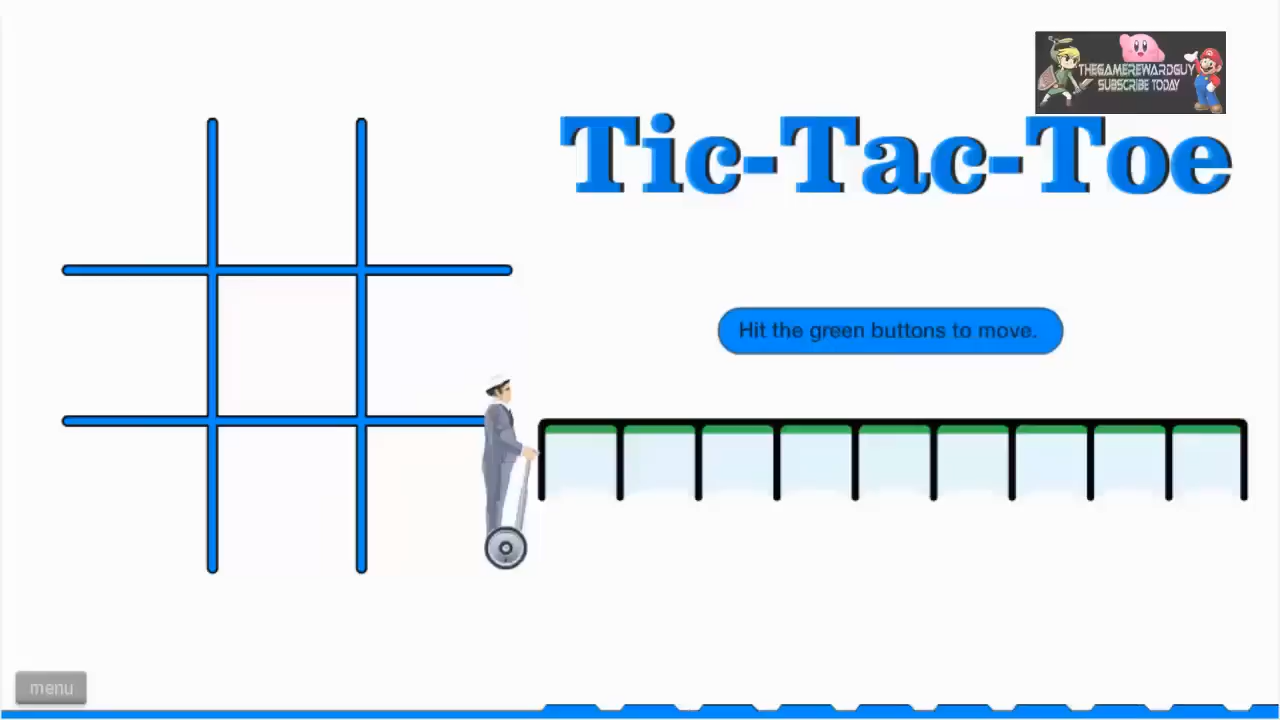 THEGAMEREWARDGUY
SUBSCRIBE TODAY
Tic-Tac-Toe
Hit the green buttons to move.
menu